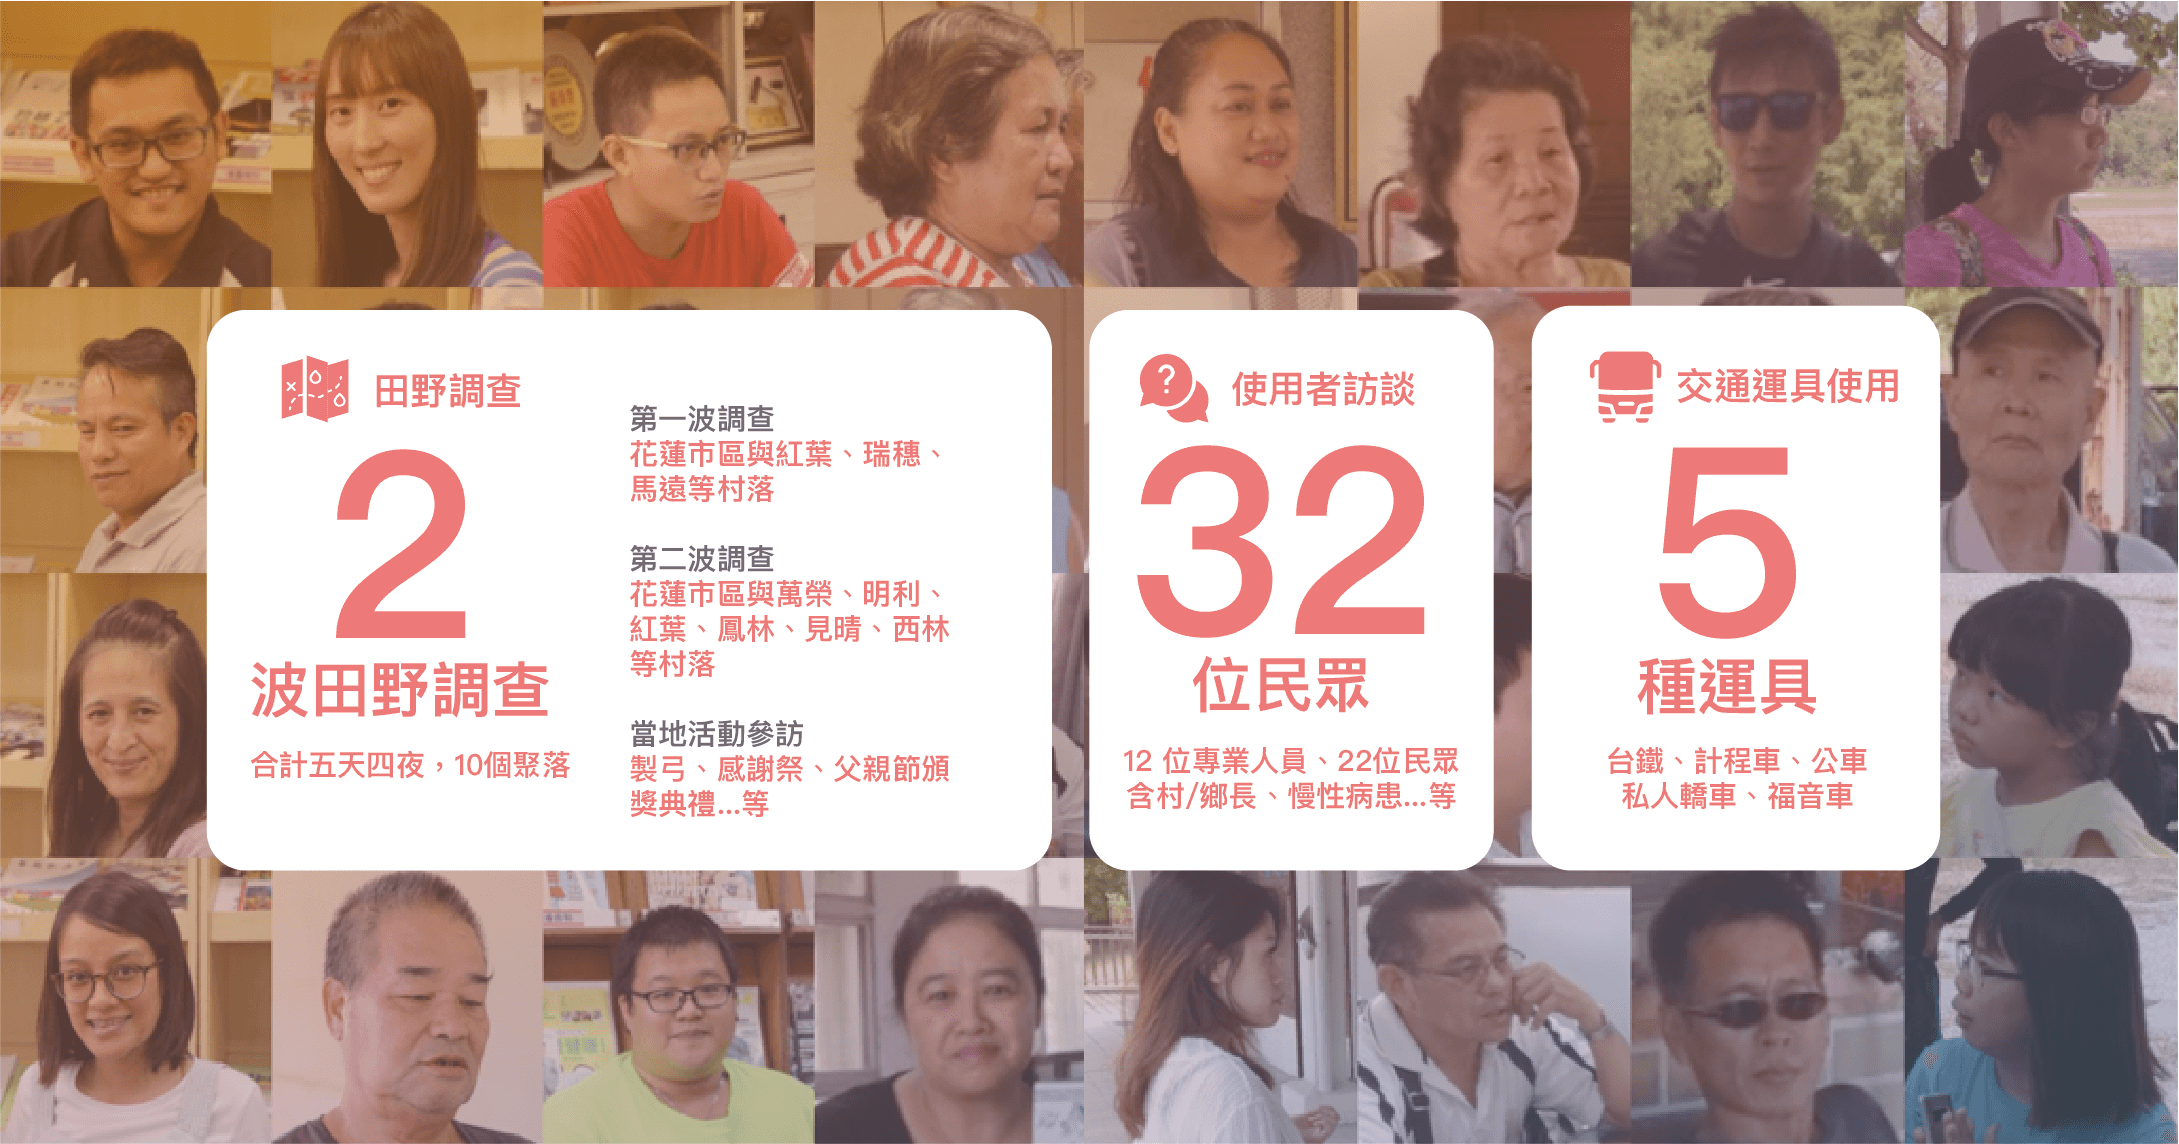 田野調查
2
波田野調查
合計五天四夜，10個聚落
第一波調查
花蓮市區與紅葉、瑞穗、
馬遠等村落
第二波調查
花蓮市區與萬榮、明利、
紅葉、鳳林、見晴、西林
等村落
當地活動參訪
製弓、感謝祭、父親節頒
獎典禮...等
使用者訪談
32
位民眾
12 位專業人員、22位民眾
含村/鄉長、慢性病患...等
交通運具使用
5
種運具
台鐵、計程車、公車
私人轎車、福音車